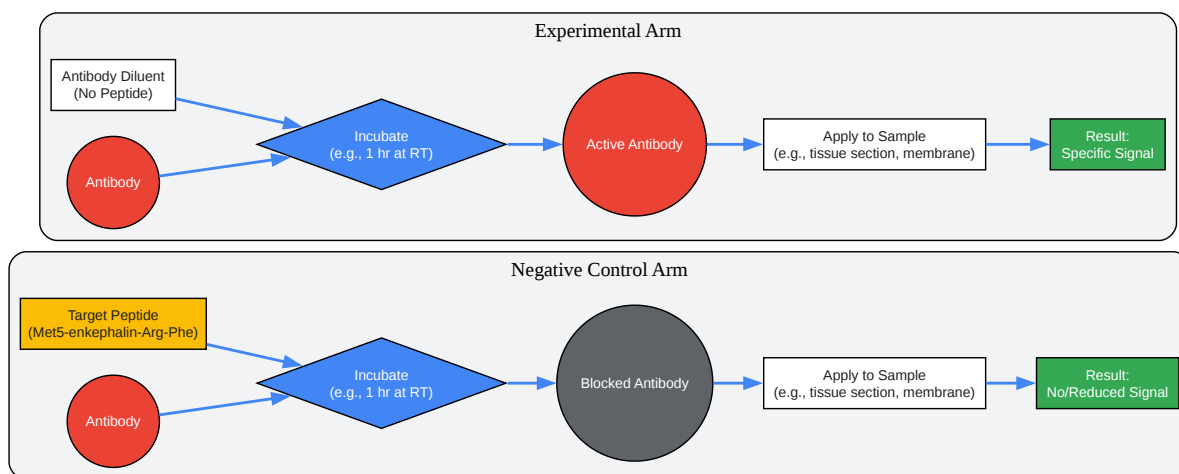 Experimental Arm
Antibody Diluent
(No Peptide)
Antibody
Incubate
(e.g., 1 hr at RT)
Active Antibody
Apply to Sample
(e.g., tissue section, membrane)
Result:
Specific Signal
Negative Control Arm
Target Peptide
(Met5-enkephalin-Arg-Phe)
Antibody
Incubate
(e.g., 1 hr at RT)
Blocked Antibody
Apply to Sample
(e.g., tissue section, membrane)
Result:
No/Reduced Signal